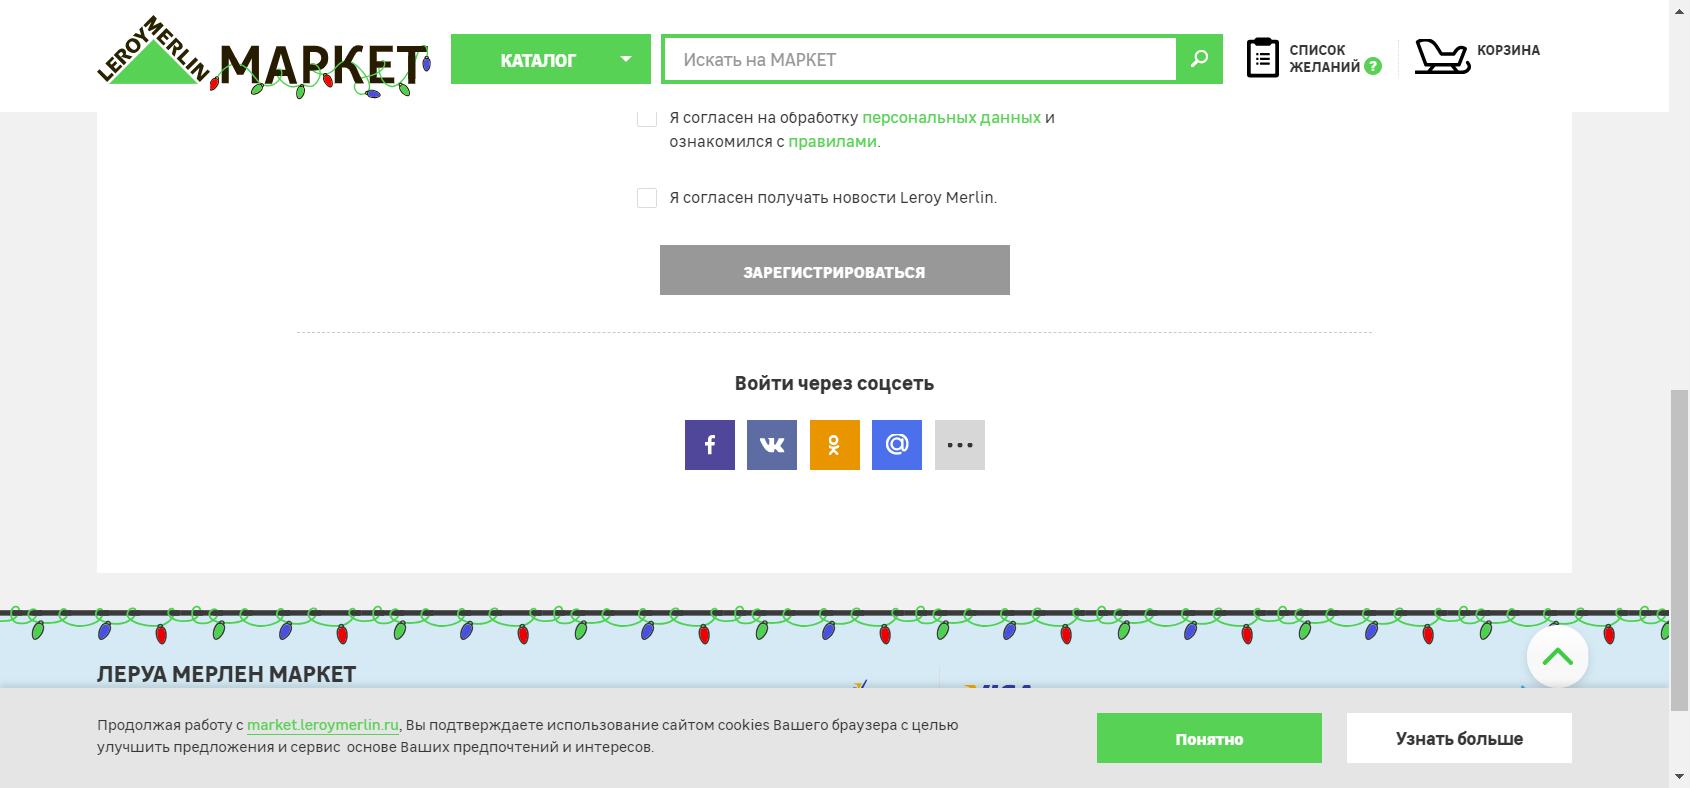 LEROY MERLIN МАРКЕТ
КАТАЛОГ
Искать на МАРКЕТ
СПИСОК
ЖЕЛАНИЙ ?
КОРЗИНА
Я согласен на обработку персональных данных и
ознакомился с правилами.
Я согласен получать новости Leroy Merlin.
ЗАРЕГИСТРИРОВАТЬСЯ
Войти через соцсеть
ЛЕРУА МЕРЛЕН МАРКЕТ
VISA
Продолжая работу с market.leroymerlin.ru, Вы подтверждаете использование сайтом cookies Вашего браузера с целью
улучшить предложения и сервис основе Ваших предпочтений и интересов.
Понятно
Узнать больше